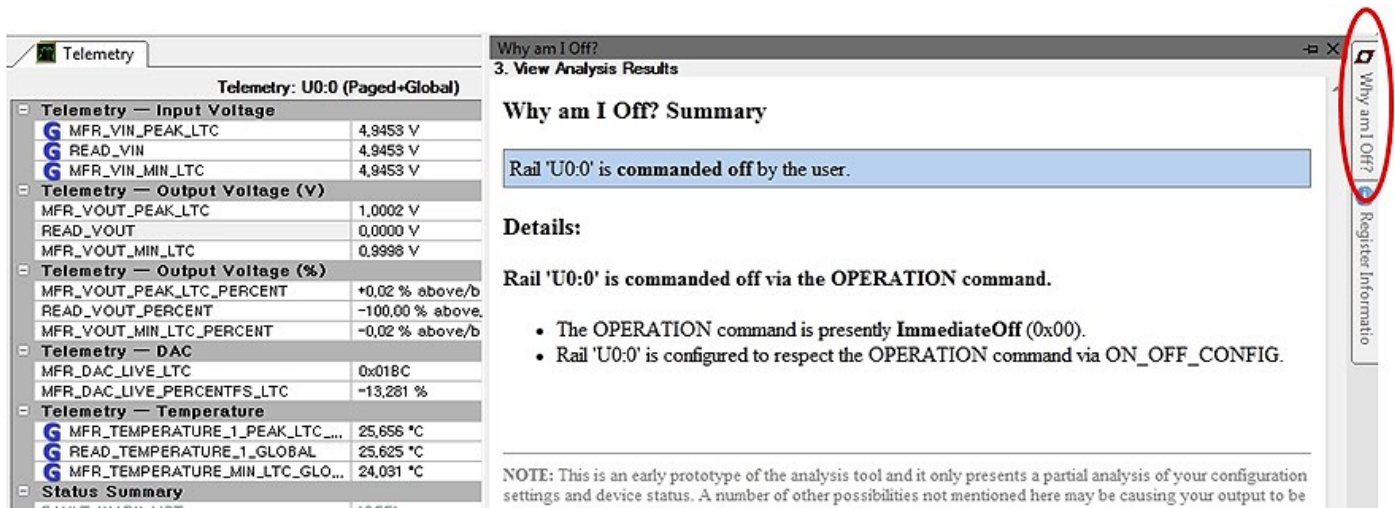 Telemetry
Telemetry: U0:0 (Paged+Global)
Telemetry — Input Voltage
G MFR_VIN_PEAK_LTC 4,9453 V
G READ_VIN 4,9453 V
G MFR_VIN_MIN_LTC 4,9453 V
Telemetry — Output Voltage (V)
MFR_VOUT_PEAK_LTC 1,0002 V
READ_VOUT 0,0000 V
MFR_VOUT_MIN_LTC 0,9998 V
Telemetry — Output Voltage (%)
MFR_VOUT_PEAK_LTC_PERCENT +0,02 % above/b
READ_VOUT_PERCENT -100,00 % above,
MFR_VOUT_MIN_LTC_PERCENT -0,02 % above/b
Telemetry — DAC
MFR_DAC_LIVE_LTC 0x01BC
MFR_DAC_LIVE_PERCENTFS_LTC -13,281 %
Telemetry — Temperature
G MFR_TEMPERATURE_1_PEAK_LTC_... 25,656 °C
G READ_TEMPERATURE_1_GLOBAL 25,625 °C
G MFR_TEMPERATURE_MIN_LTC_GLO... 24,031 °C
Status Summary
Why am I Off?
3. View Analysis Results
Why am I Off? Summary
Rail 'U0:0' is commanded off by the user.
Details:
Rail 'U0:0' is commanded off via the OPERATION command.
• The OPERATION command is presently ImmediateOff (0x00).
• Rail 'U0:0' is configured to respect the OPERATION command via ON_OFF_CONFIG.
NOTE: This is an early prototype of the analysis tool and it only presents a partial analysis of your configuration
settings and device status. A number of other possibilities not mentioned here may be causing your output to be
Why am I Off?
Register Informatio